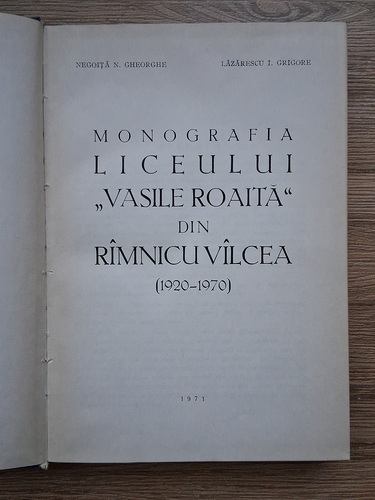 NEGOIȚĂ N. GHEORGHE LĂZĂRESCU I. GRIGORE
MONOGRAFIA
LICEULUI
„VASILE ROAITĂ“
DIN
RÎMNICU VÎLCEA
(1920-1970)
1971